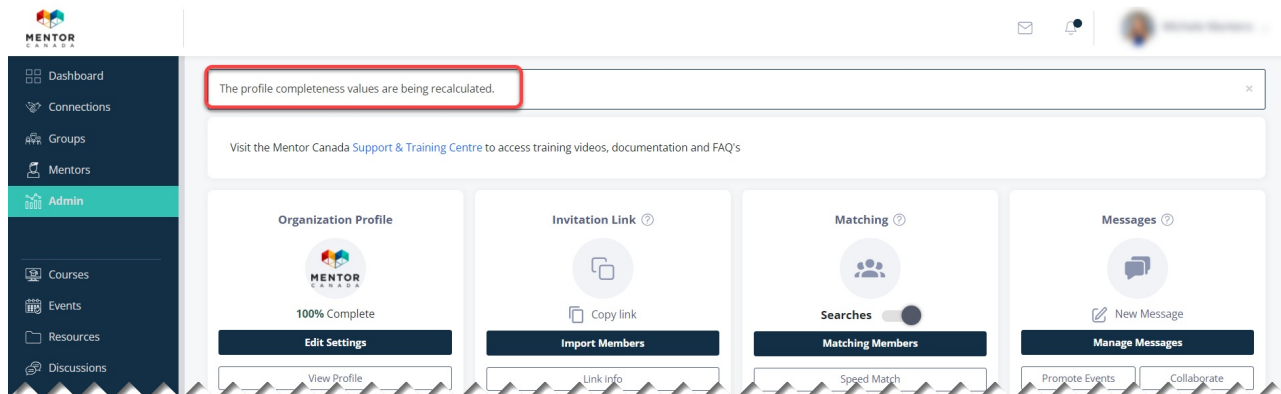 MENTOR
CANADA
Dashboard
Connections
Groups
Mentors
Admin
Courses
Events
Resources
Discussions
The profile completeness values are being recalculated.
×
Visit the Mentor Canada Support & Training Centre to access training videos, documentation and FAQ's
Organization Profile
MENTOR
CANADA
100% Complete
Edit Settings
View Profile
Invitation Link ?
Copy link
Import Members
Link info
Matching ?
Searches
Matching Members
Speed Match
Messages ?
New Message
Manage Messages
Promote Events
Collaborate